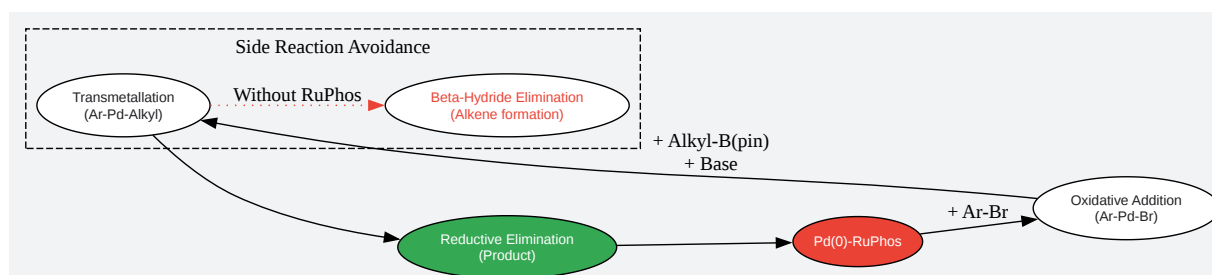 Side Reaction Avoidance
Transmetallation
(Ar-Pd-Alkyl)
Without RuPhos
Beta-Hydride Elimination
(Alkene formation)
+ Alkyl-B(pin)
+ Base
Oxidative Addition
(Ar-Pd-Br)
+ Ar-Br
Reductive Elimination
(Product)
Pd(0)-RuPhos